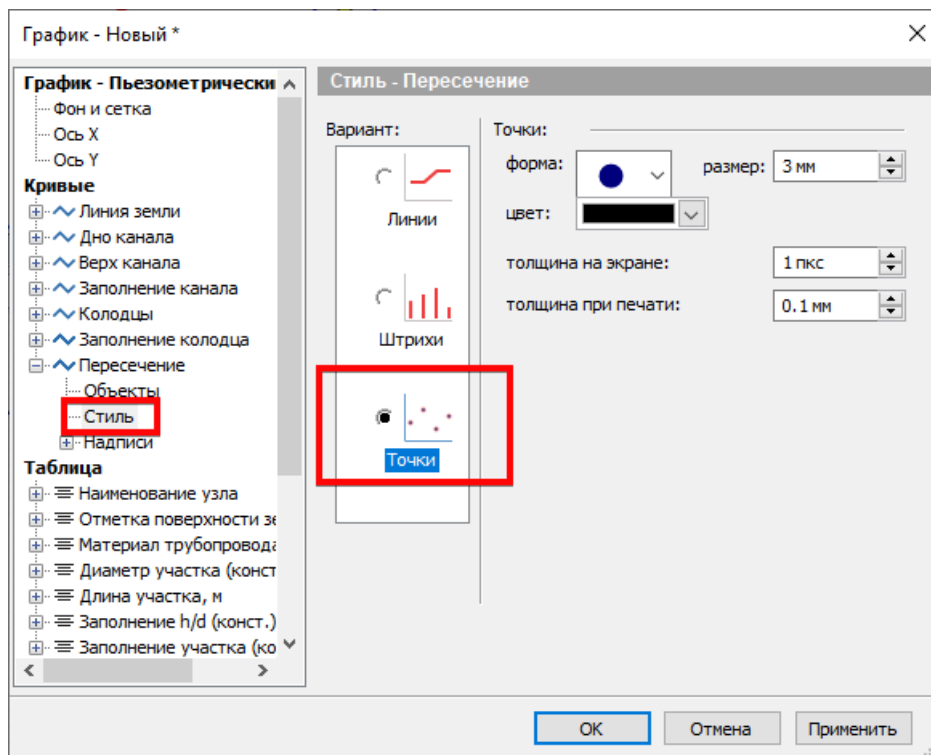 График - Новый *
График - Пьезометрически
Фон и сетка
Ось X
Ось Y
Кривые
Линия земли
Дно канала
Верх канала
Заполнение канала
Колодцы
Заполнение колодца
Пересечение
Объекты
Стиль
Надписи
Таблица
Наименование узла
Отметка поверхности зе
Материал трубопровода
Диаметр участка (конст
Длина участка, м
Заполнение h/d (конст.)
Заполнение участка (ко
Стиль - Пересечение
Вариант:
Линии
Штрихи
Точки
Точки:
форма:
размер: 3 мм
цвет:
толщина на экране: 1 пкс
толщина при печати: 0.1 мм
OK
Отмена
Применить